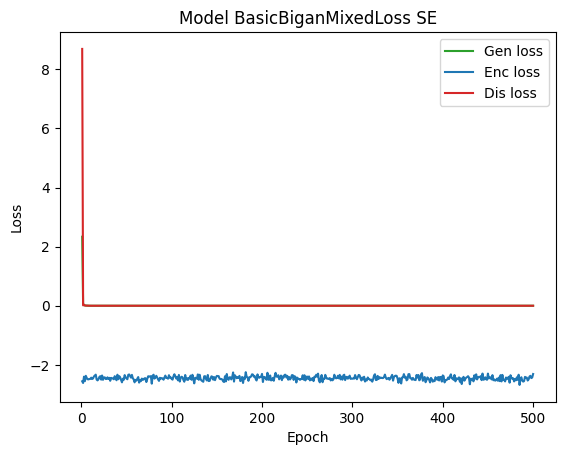 Model BasicBiganMixedLoss SE
Gen loss
Enc loss
Dis loss
8
6
4
2
0
−2
Loss
0 100 200 300 400 500
Epoch